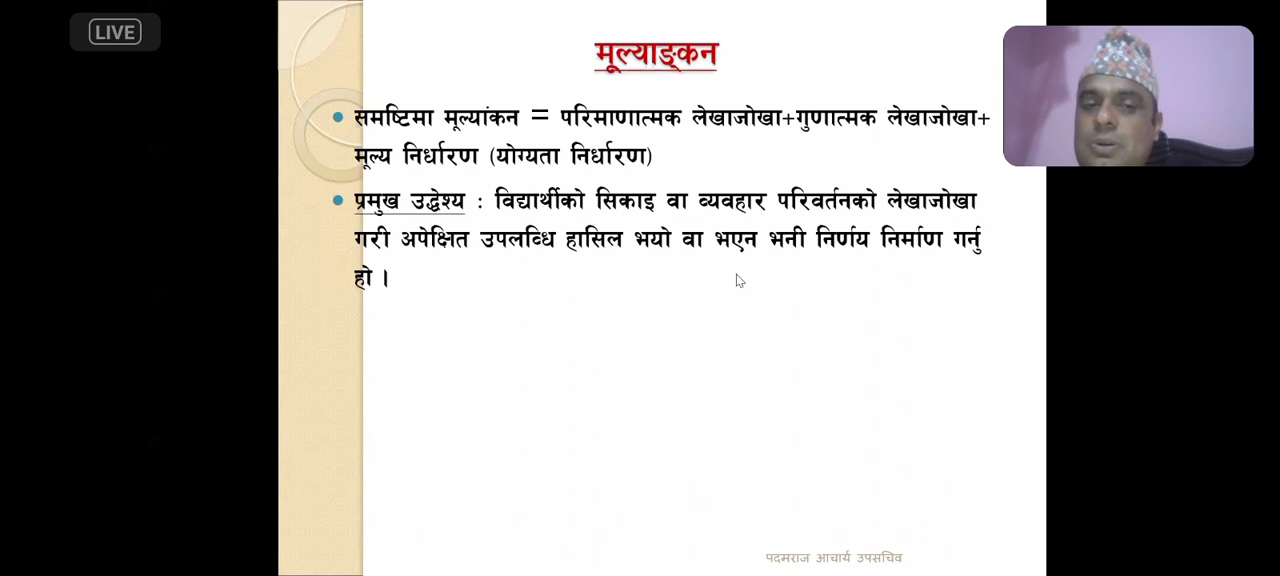 LIVE
मूल्याङ्कन
समष्टिमा मूल्यांकन = परिमाणात्मक लेखाजोखा+गुणात्मक लेखाजोखा+
मूल्य निर्धारण (योग्यता निर्धारण)
प्रमुख उद्धेश्य : विद्यार्थीको सिकाइ वा व्यवहार परिवर्तनको लेखाजोखा
गरी अपेक्षित उपलब्धि हासिल भयो वा भएन भनी निर्णय निर्माण गर्नु
हो ।
पदमराज आचार्य उपसचिव